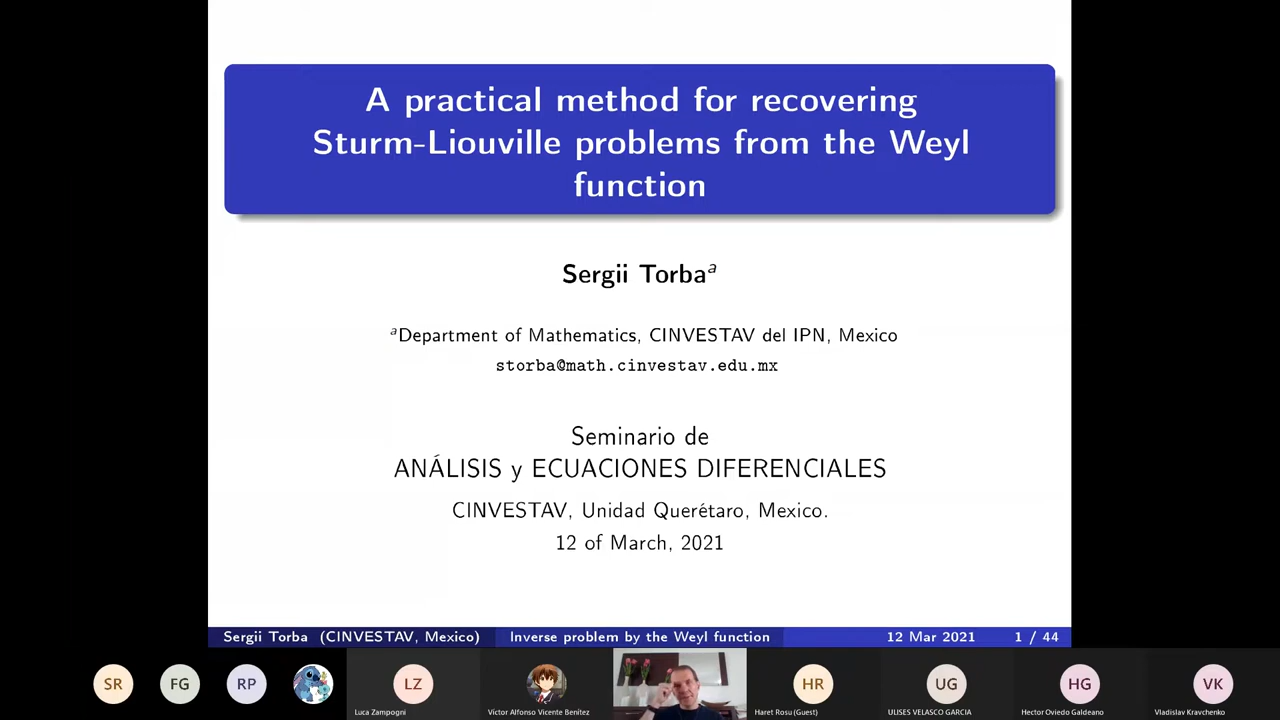 A practical method for recovering
Sturm-Liouville problems from the Weyl
function
Sergii Torbaª
ªDepartment of Mathematics, CINVESTAV del IPN, Mexico
storba@math.cinvestav.edu.mx
Seminario de
ANÁLISIS y ECUACIONES DIFERENCIALES
CINVESTAV, Unidad Querétaro, Mexico.
12 of March, 2021
Sergii Torba (CINVESTAV, Mexico) Inverse problem by the Weyl function 12 Mar 2021 1 / 44
SR FG RP LZ HR UG HG VK
Luca Zampogni Víctor Alfonso Vicente Benítez Haret Rosu (Guest) ULISES VELASCO GARCIA Hector Oviedo Galdeano Vladislav Kravchenko